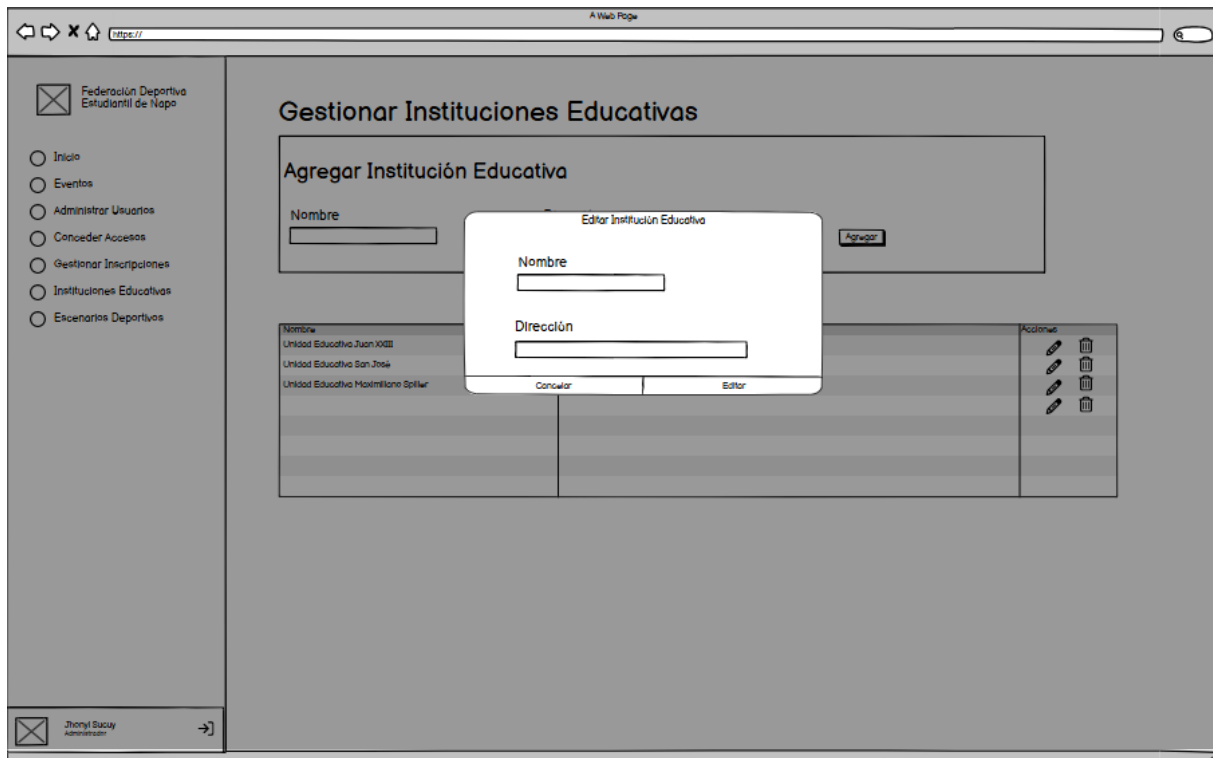 A Web Page
https://
Federación Deportiva
Estudiantil de Napo
Inicio
Eventos
Administrar Usuarios
Conceder Accesos
Gestionar Inscripciones
Instituciones Educativas
Escenarios Deportivos
Jhonyl Sucuy
Administrador
Gestionar Instituciones Educativas
Agregar Institución Educativa
Nombre
Agregar
Editar Institución Educativa
Nombre
Dirección
Cancelar Editar
Nombre Acciones
Unidad Educativa Juan XXIII
Unidad Educativa San José
Unidad Educativa Maximiliano Spiller